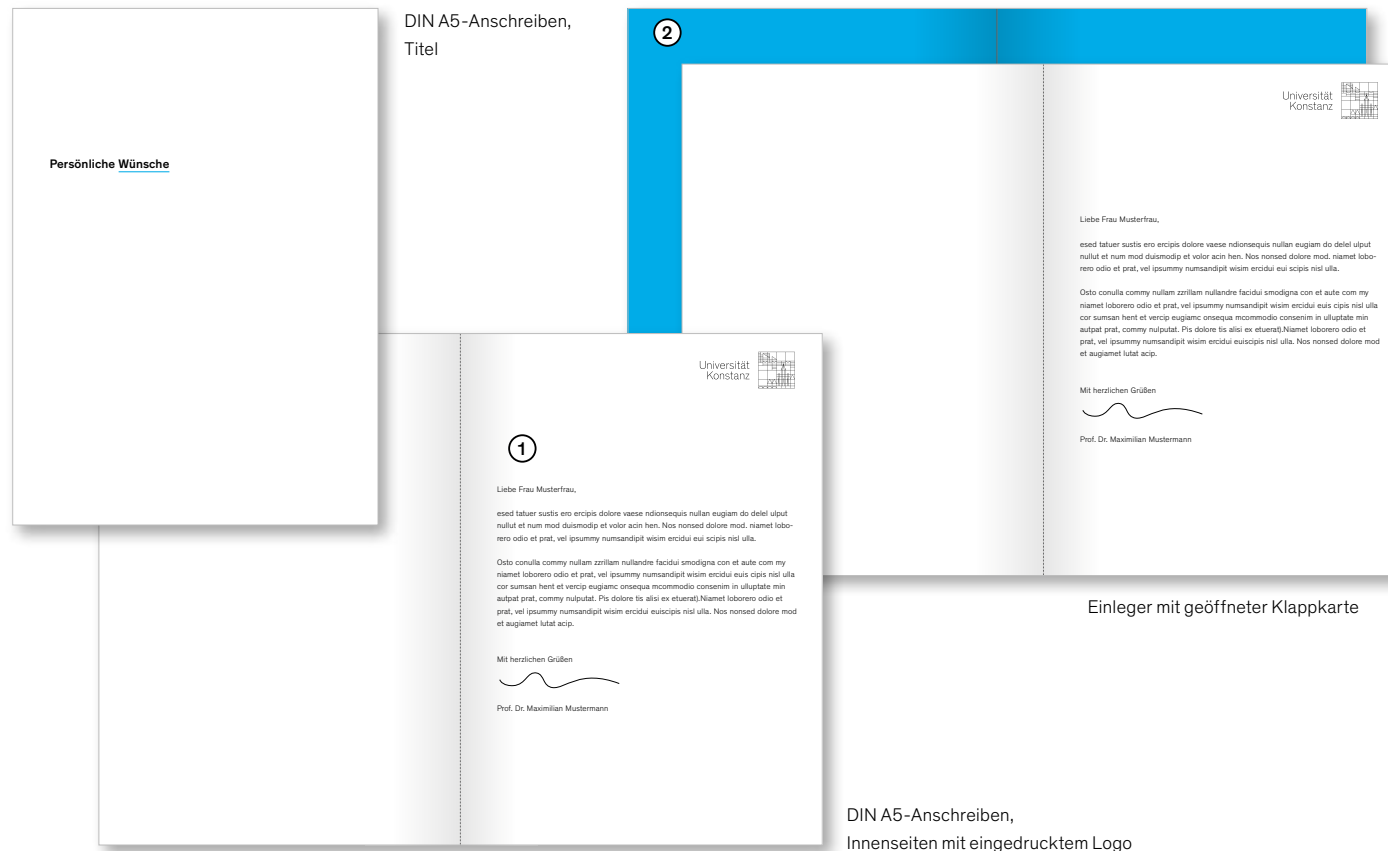 DIN A5-Anschreiben,
Titel
Persönliche Wünsche
2
Universität
Konstanz
Liebe Frau Musterfrau,
esed tatuer sustis ero ercipis dolore vaese ndionsequis nullan eugiam do delel ulput
nullut et num mod duismodip et volor acin hen. Nos nonsed dolore mod. niamet lobo-
rero odio et prat, vel ipsummy numsandipit wisim ercidui eui scipis nisl ulla.
Osto conulla commy nullam zzrillam nullandre facidui smodigna con et aute com my
niamet loborero odio et prat, vel ipsummy numsandipit wisim ercidui euis cipis nisl ulla
cor sumsan hent et vercip eugiamc onsequa mcommodio consenim in ulluptate min
autpat prat, commy nulputat. Pis dolore tis alisi ex etuerat).Niamet loborero odio et
prat, vel ipsummy numsandipit wisim ercidui euiscipis nisl ulla. Nos nonsed dolore mod
et augiamet lutat acip.
Mit herzlichen Grüßen
Prof. Dr. Maximilian Mustermann
Einleger mit geöffneter Klappkarte
Universität
Konstanz
1
Liebe Frau Musterfrau,
esed tatuer sustis ero ercipis dolore vaese ndionsequis nullan eugiam do delel ulput
nullut et num mod duismodip et volor acin hen. Nos nonsed dolore mod. niamet lobo-
rero odio et prat, vel ipsummy numsandipit wisim ercidui eui scipis nisl ulla.
Osto conulla commy nullam zzrillam nullandre facidui smodigna con et aute com my
niamet loborero odio et prat, vel ipsummy numsandipit wisim ercidui euis cipis nisl ulla
cor sumsan hent et vercip eugiamc onsequa mcommodio consenim in ulluptate min
autpat prat, commy nulputat. Pis dolore tis alisi ex etuerat).Niamet loborero odio et
prat, vel ipsummy numsandipit wisim ercidui euiscipis nisl ulla. Nos nonsed dolore mod
et augiamet lutat acip.
Mit herzlichen Grüßen
Prof. Dr. Maximilian Mustermann
DIN A5-Anschreiben,
Innenseiten mit eingedrucktem Logo